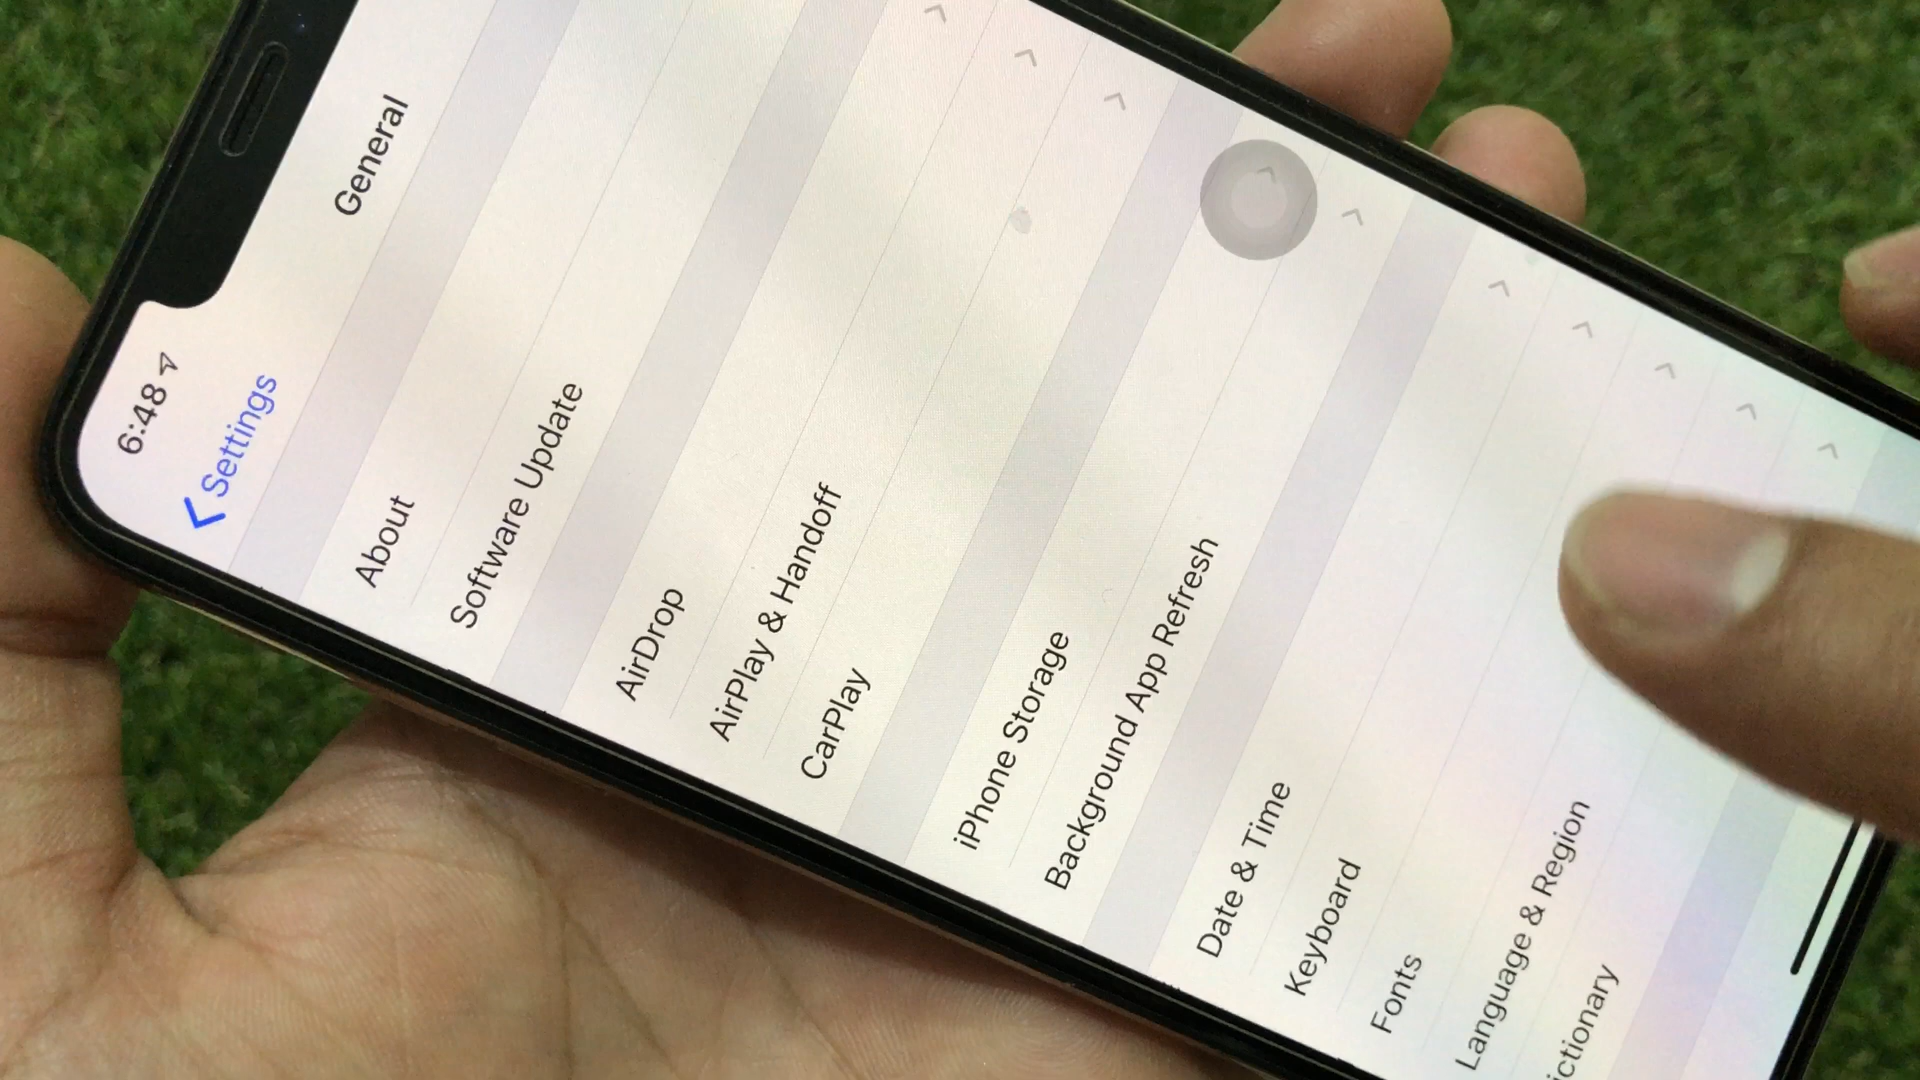 6:48
Settings
General
About
Software Update
AirDrop
AirPlay & Handoff
CarPlay
iPhone Storage
Background App Refresh
Date & Time
Keyboard
Fonts
Language & Region
ictionary